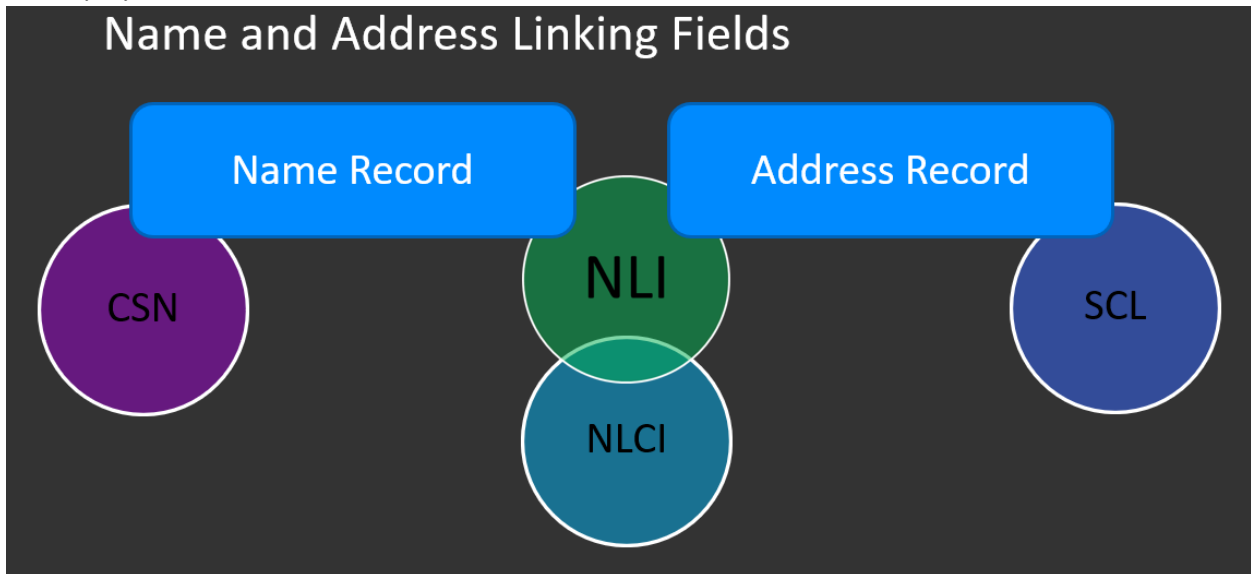 Name and Address Linking Fields
Name Record
Address Record
NLI
CSN
SCL
NLCI